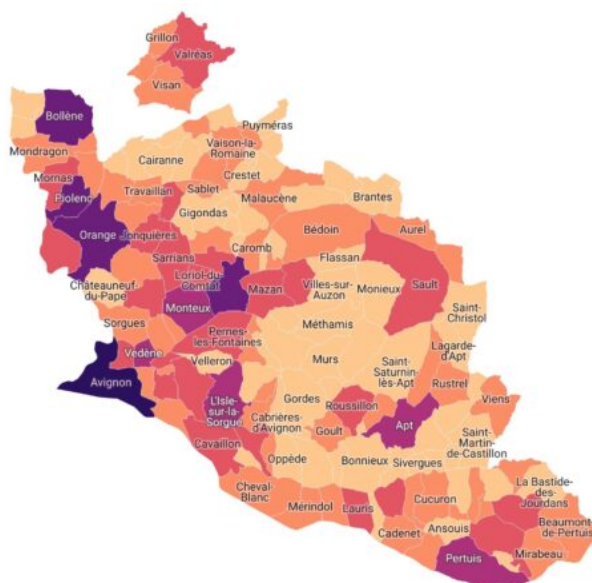 Grillon
Valréas
Visan
Bollène
Puyméras
Mondragon
Vaison-la-
Romaine
Cairanne
Crestet
Mornas
Travaillan
Sablet
Malaucène
Brantes
Piolenc
Gigondas
Orange
Jonquières
Bédoin
Aurel
Caromb
Sarrians
Flassan
Loriol-du-
Comtat
Mazan
Villes-sur-
Auzon
Monieux
Sault
Châteauneuf-
du-Pape
Monteux
Saint-
Christol
Sorgues
Pernes-
les-Fontaines
Méthamis
Lagarde-
d'Apt
Vedène
Velleron
Murs
Saint-
Saturnin-
lès-Apt
Rustrel
Avignon
L'Isle-
sur-la-
Sorgue
Gordes
Roussillon
Viens
Cabrières-
d'Avignon
Goult
Apt
Saint-
Martin-
de-Castillon
Cavaillon
Oppède
Bonnieux
Sivergues
Cheval-
Blanc
Mérindol
Lauris
Cucuron
La Bastide-
des-
Jourdans
Cadenet
Ansouis
Beaumont-
de-Pertuis
Pertuis
Mirabeau